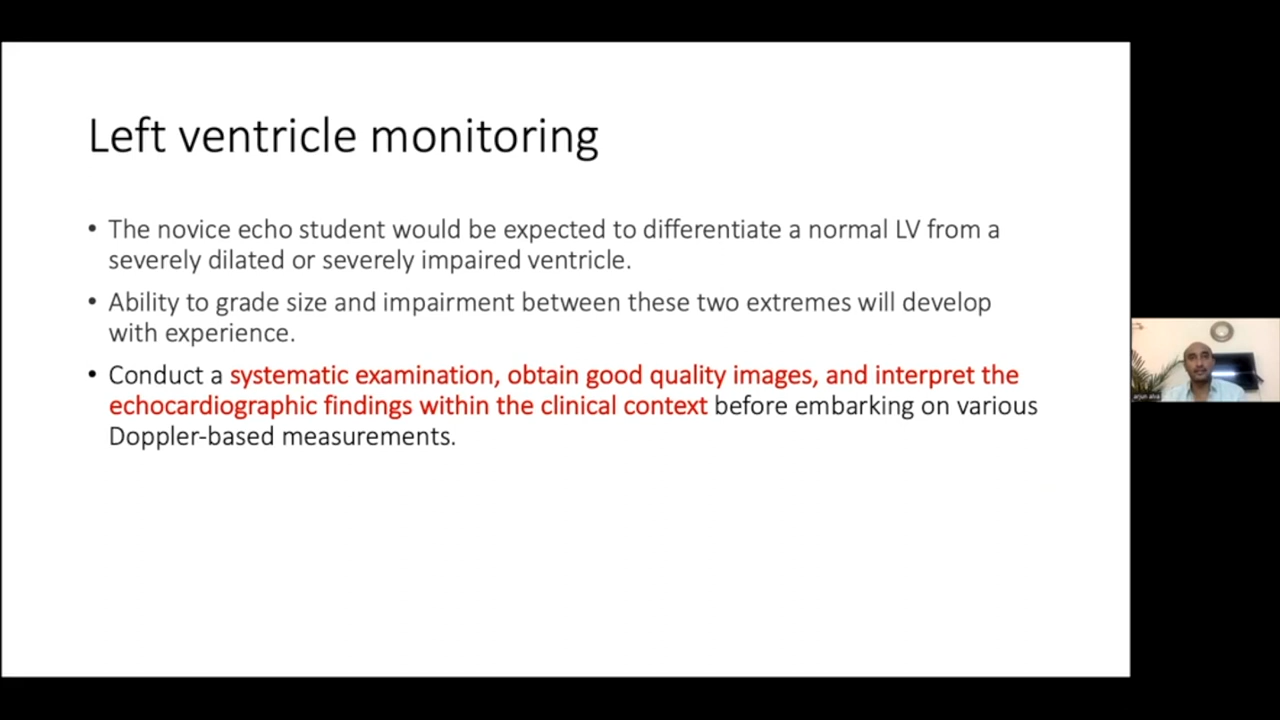 Left ventricle monitoring
• The novice echo student would be expected to differentiate a normal LV from a
severely dilated or severely impaired ventricle.
• Ability to grade size and impairment between these two extremes will develop
with experience.
• Conduct a systematic examination, obtain good quality images, and interpret the
echocardiographic findings within the clinical context before embarking on various
Doppler-based measurements.
arjun alva